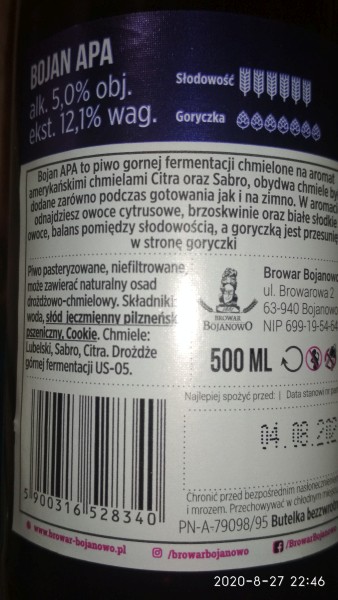 BOJAN APA
alk. 5,0% obj.
ekst. 12,1% wag.
Słodowość
Goryczka
Bojan APA to piwo gornej fermentacji chmielone na aromat
amerykańskimi chmielami Citra oraz Sabro, obydwa chmiele
dodane zarówno podczas gotowania jak i na zimno. W
odnajdziesz owoce cytrusowe, brzoskwinie oraz białe słodkie
owoce, balans pomiędzy słodowością, a goryczką jest
w stronę goryczki
Piwo pasteryzowane, niefiltrowane,
może zawierać naturalny osad
drożdżowo-chmielowy. Składniki:
woda, słód jęczmienny pilzneński,
pszeniczny, Cookie. Chmiele:
Lubelski, Sabro, Citra. Drożdże
górnej fermentacji US-05.
BROWAR
BOJANOWO
Browar Bojanowo
ul. Browarowa 2
63-940 Bojanowo
NIP 699-19-54-
500 ML
Najlepiej spożyć przed: | Data stanowi nr
04.08.202
Chronić przed bezpośrednim nasłonecznieniem
i mrozem. Przechowywać w chłodnym
PN-A-79098/95 Butelka bezzwrotna
5 900316 528340
www.browar-bojanowo.pl
/browarbojanowo
/BrowarBojanowo
2020-8-27 22:46